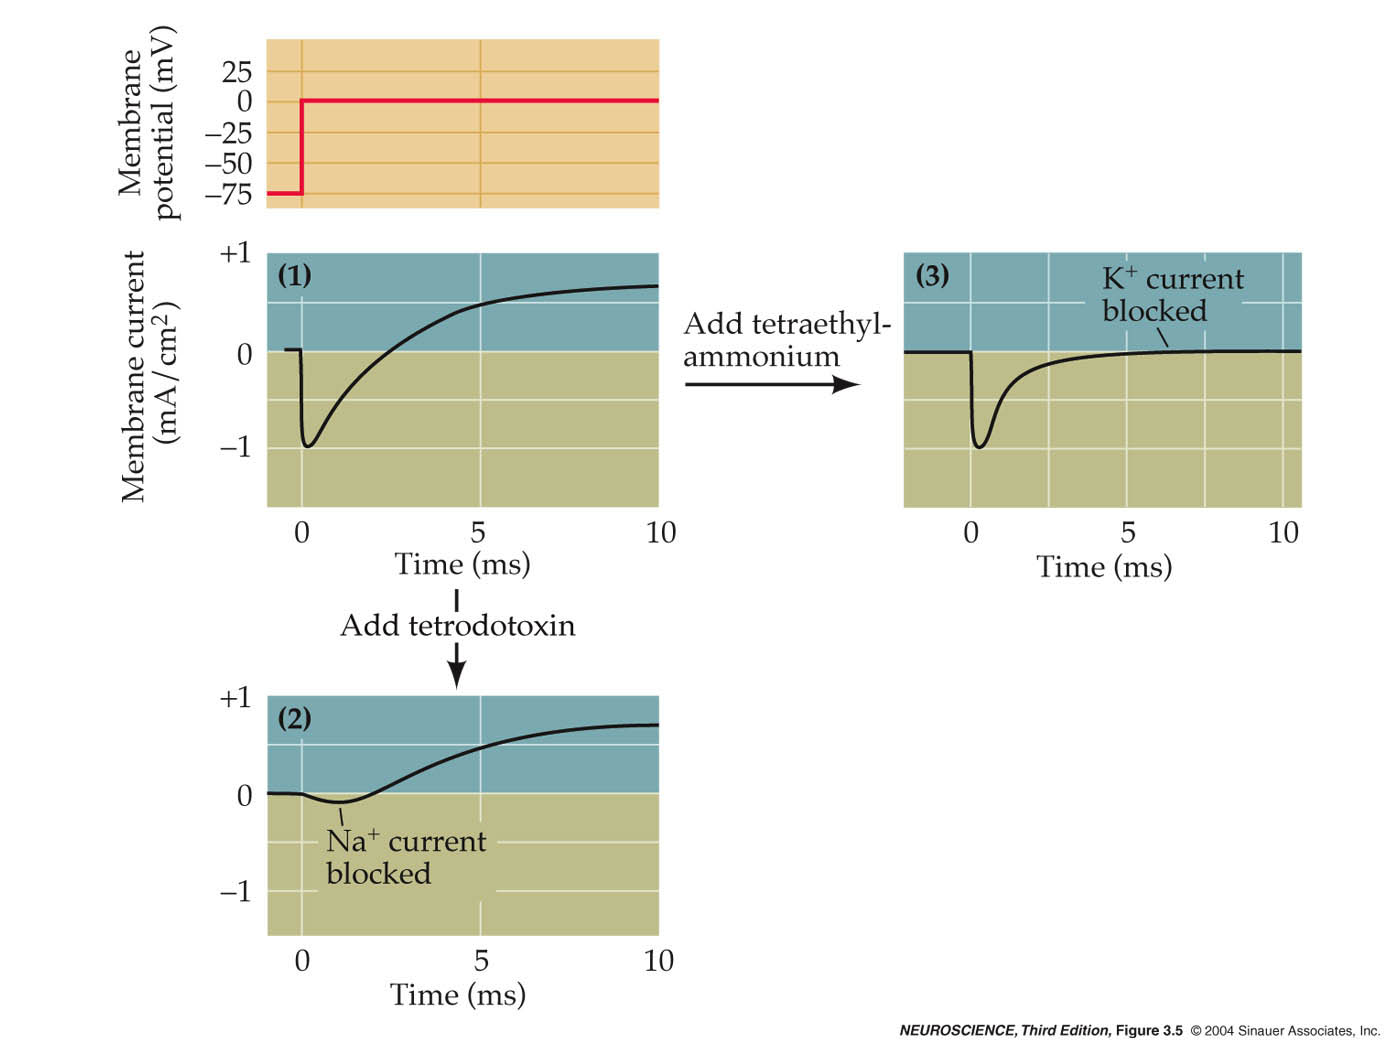 Membrane
potential (mV)
25
0
−25
−50
−75
Membrane current
(mA/cm²)
+1
0
−1
(1)
0 5 10
Time (ms)
Add tetraethyl-
ammonium
(3)
K⁺ current
blocked
0 5 10
Time (ms)
Add tetrodotoxin
+1
0
−1
(2)
Na⁺ current
blocked
0 5 10
Time (ms)
NEUROSCIENCE, Third Edition, Figure 3.5 © 2004 Sinauer Associates, Inc.